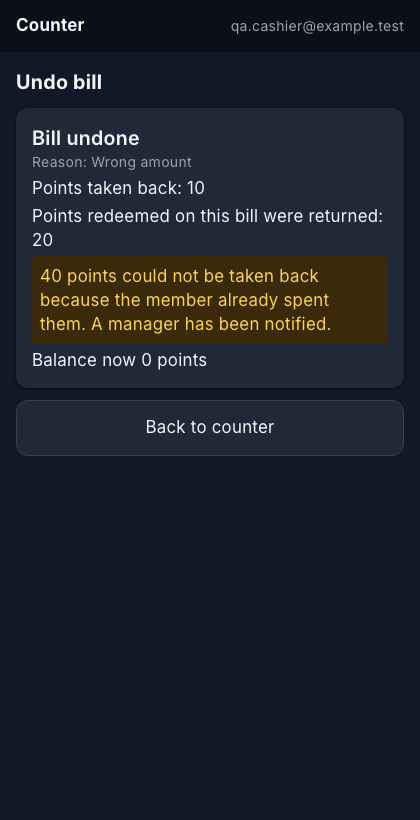 Counter
qa.cashier@example.test
Undo bill
Bill undone
Reason: Wrong amount
Points taken back: 10
Points redeemed on this bill were returned:
20
40 points could not be taken back
because the member already spent
them. A manager has been notified.
Balance now 0 points
Back to counter